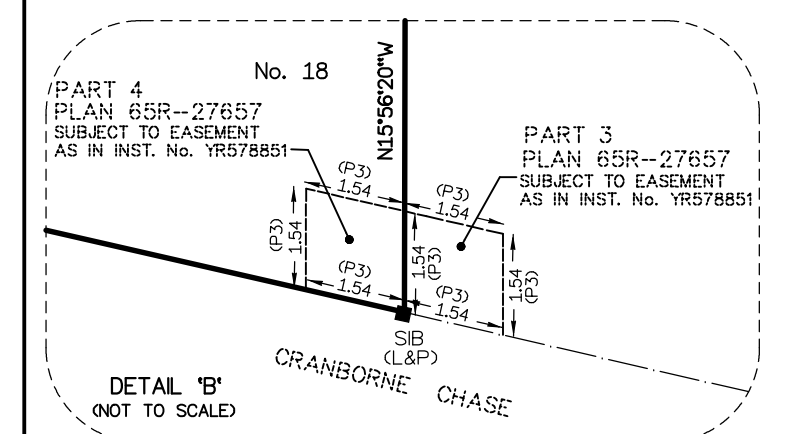 No. 18
PART 4
PLAN 65R--27657
SUBJECT TO EASEMENT
AS IN INST. No. YR578851
N15°56'20"W
PART 3
PLAN 65R--27657
SUBJECT TO EASEMENT
AS IN INST. No. YR578851
(P3)
1.54
(P3)
1.54
(P3)
1.54
1.54
(P3)
1.54
(P3)
(P3)
1.54
(P3)
1.54
SIB
(L&P)
CRANBORNE CHASE
DETAIL 'B'
(NOT TO SCALE)